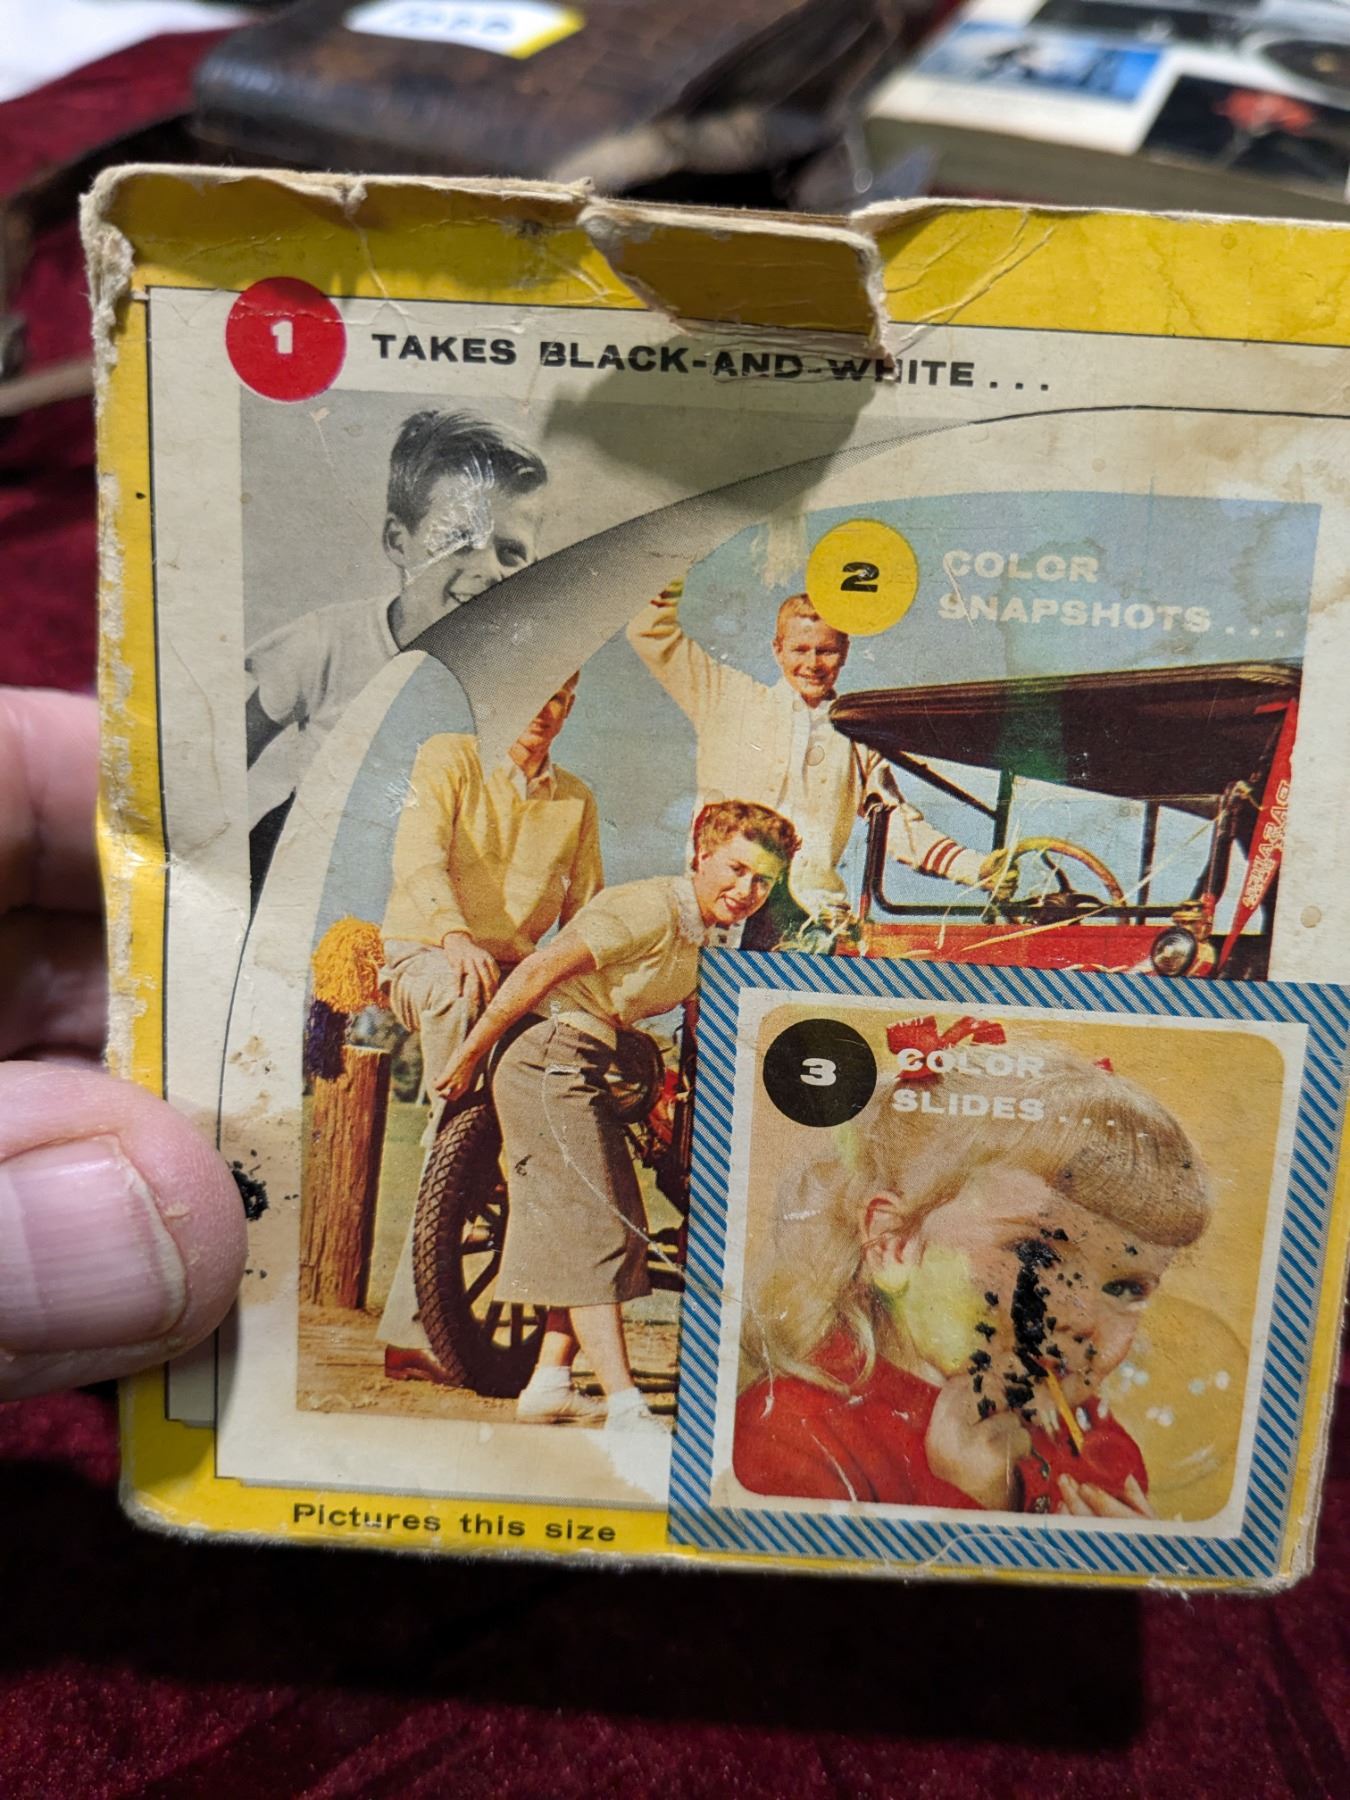 1 TAKES BLACK-AND-WHITE...
2 COLOR
SNAPSHOTS....
3 COLOR
SLIDES....
Pictures this size